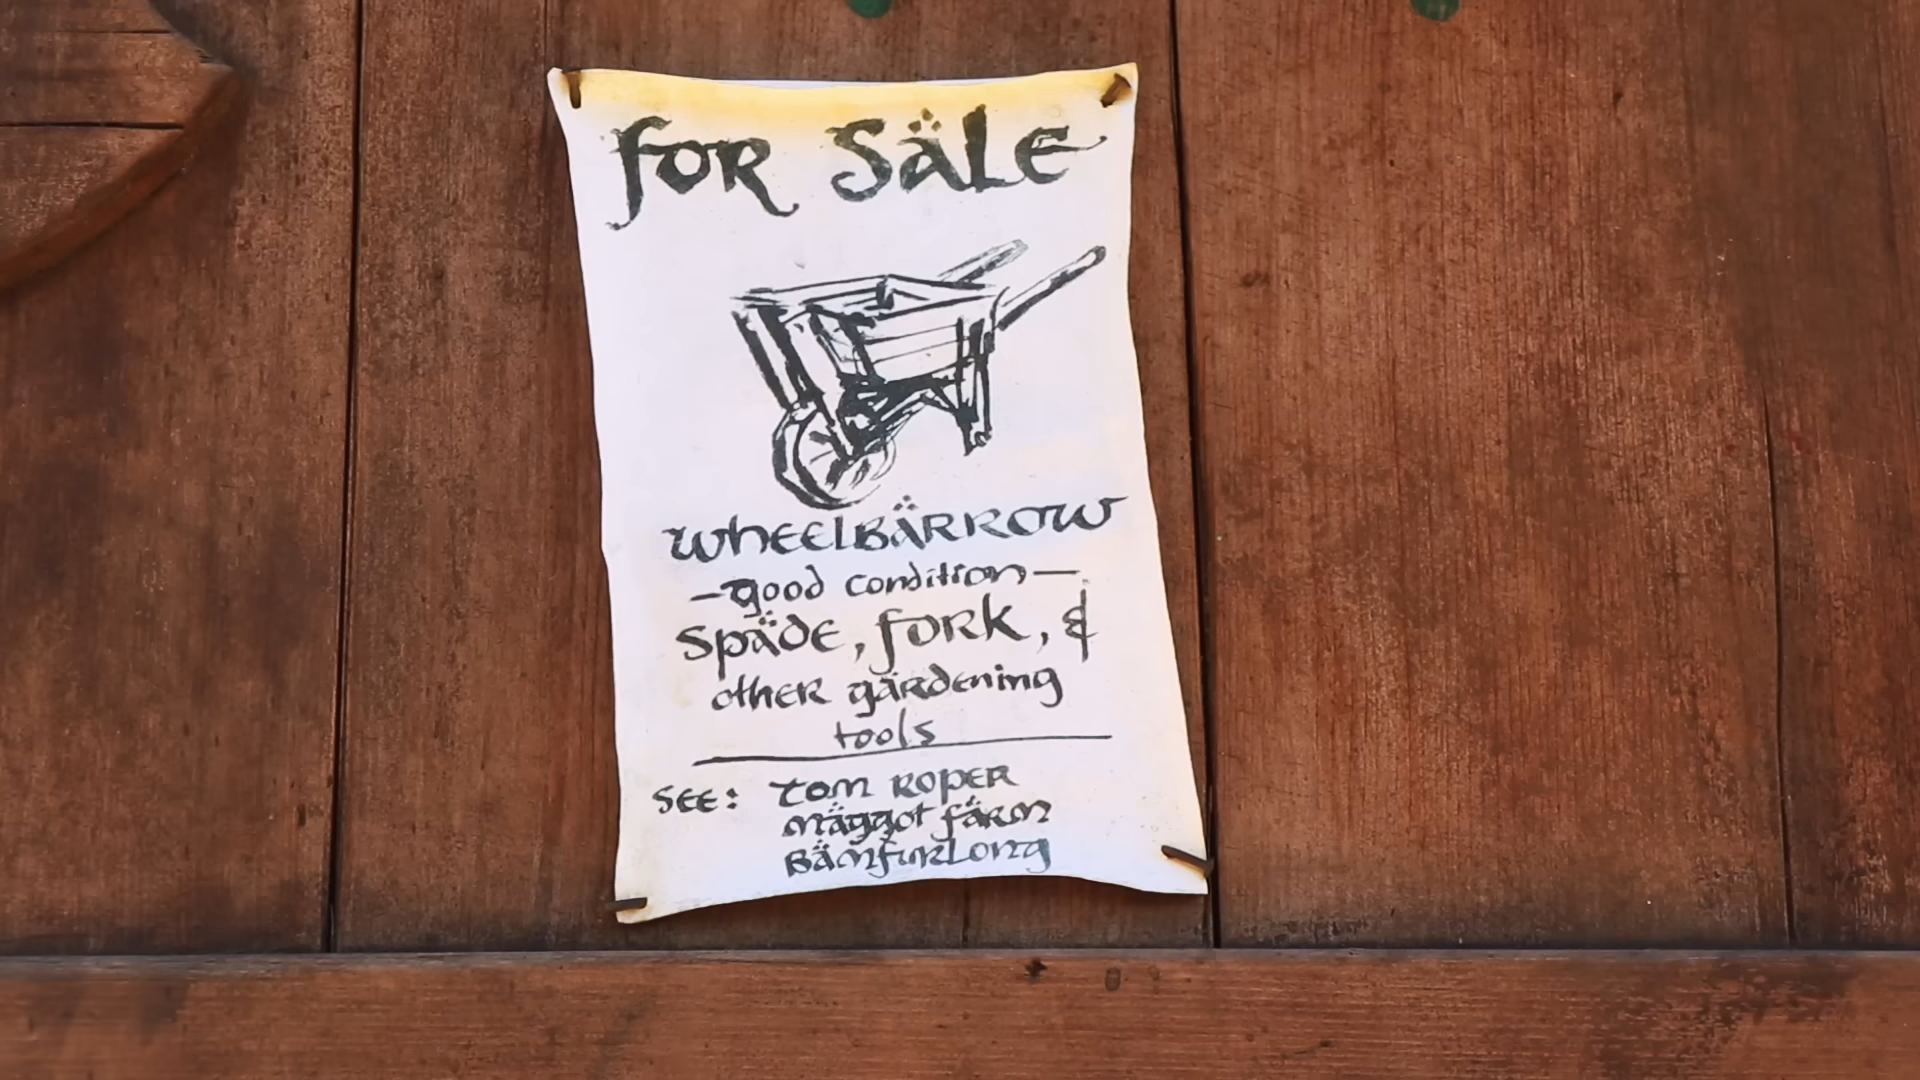 for Säle
wheelBärrow
—good condition—
Späde, fork, &
other gärdening
tools
See: Tom Roper
Mäggot färm
Bämfurlong